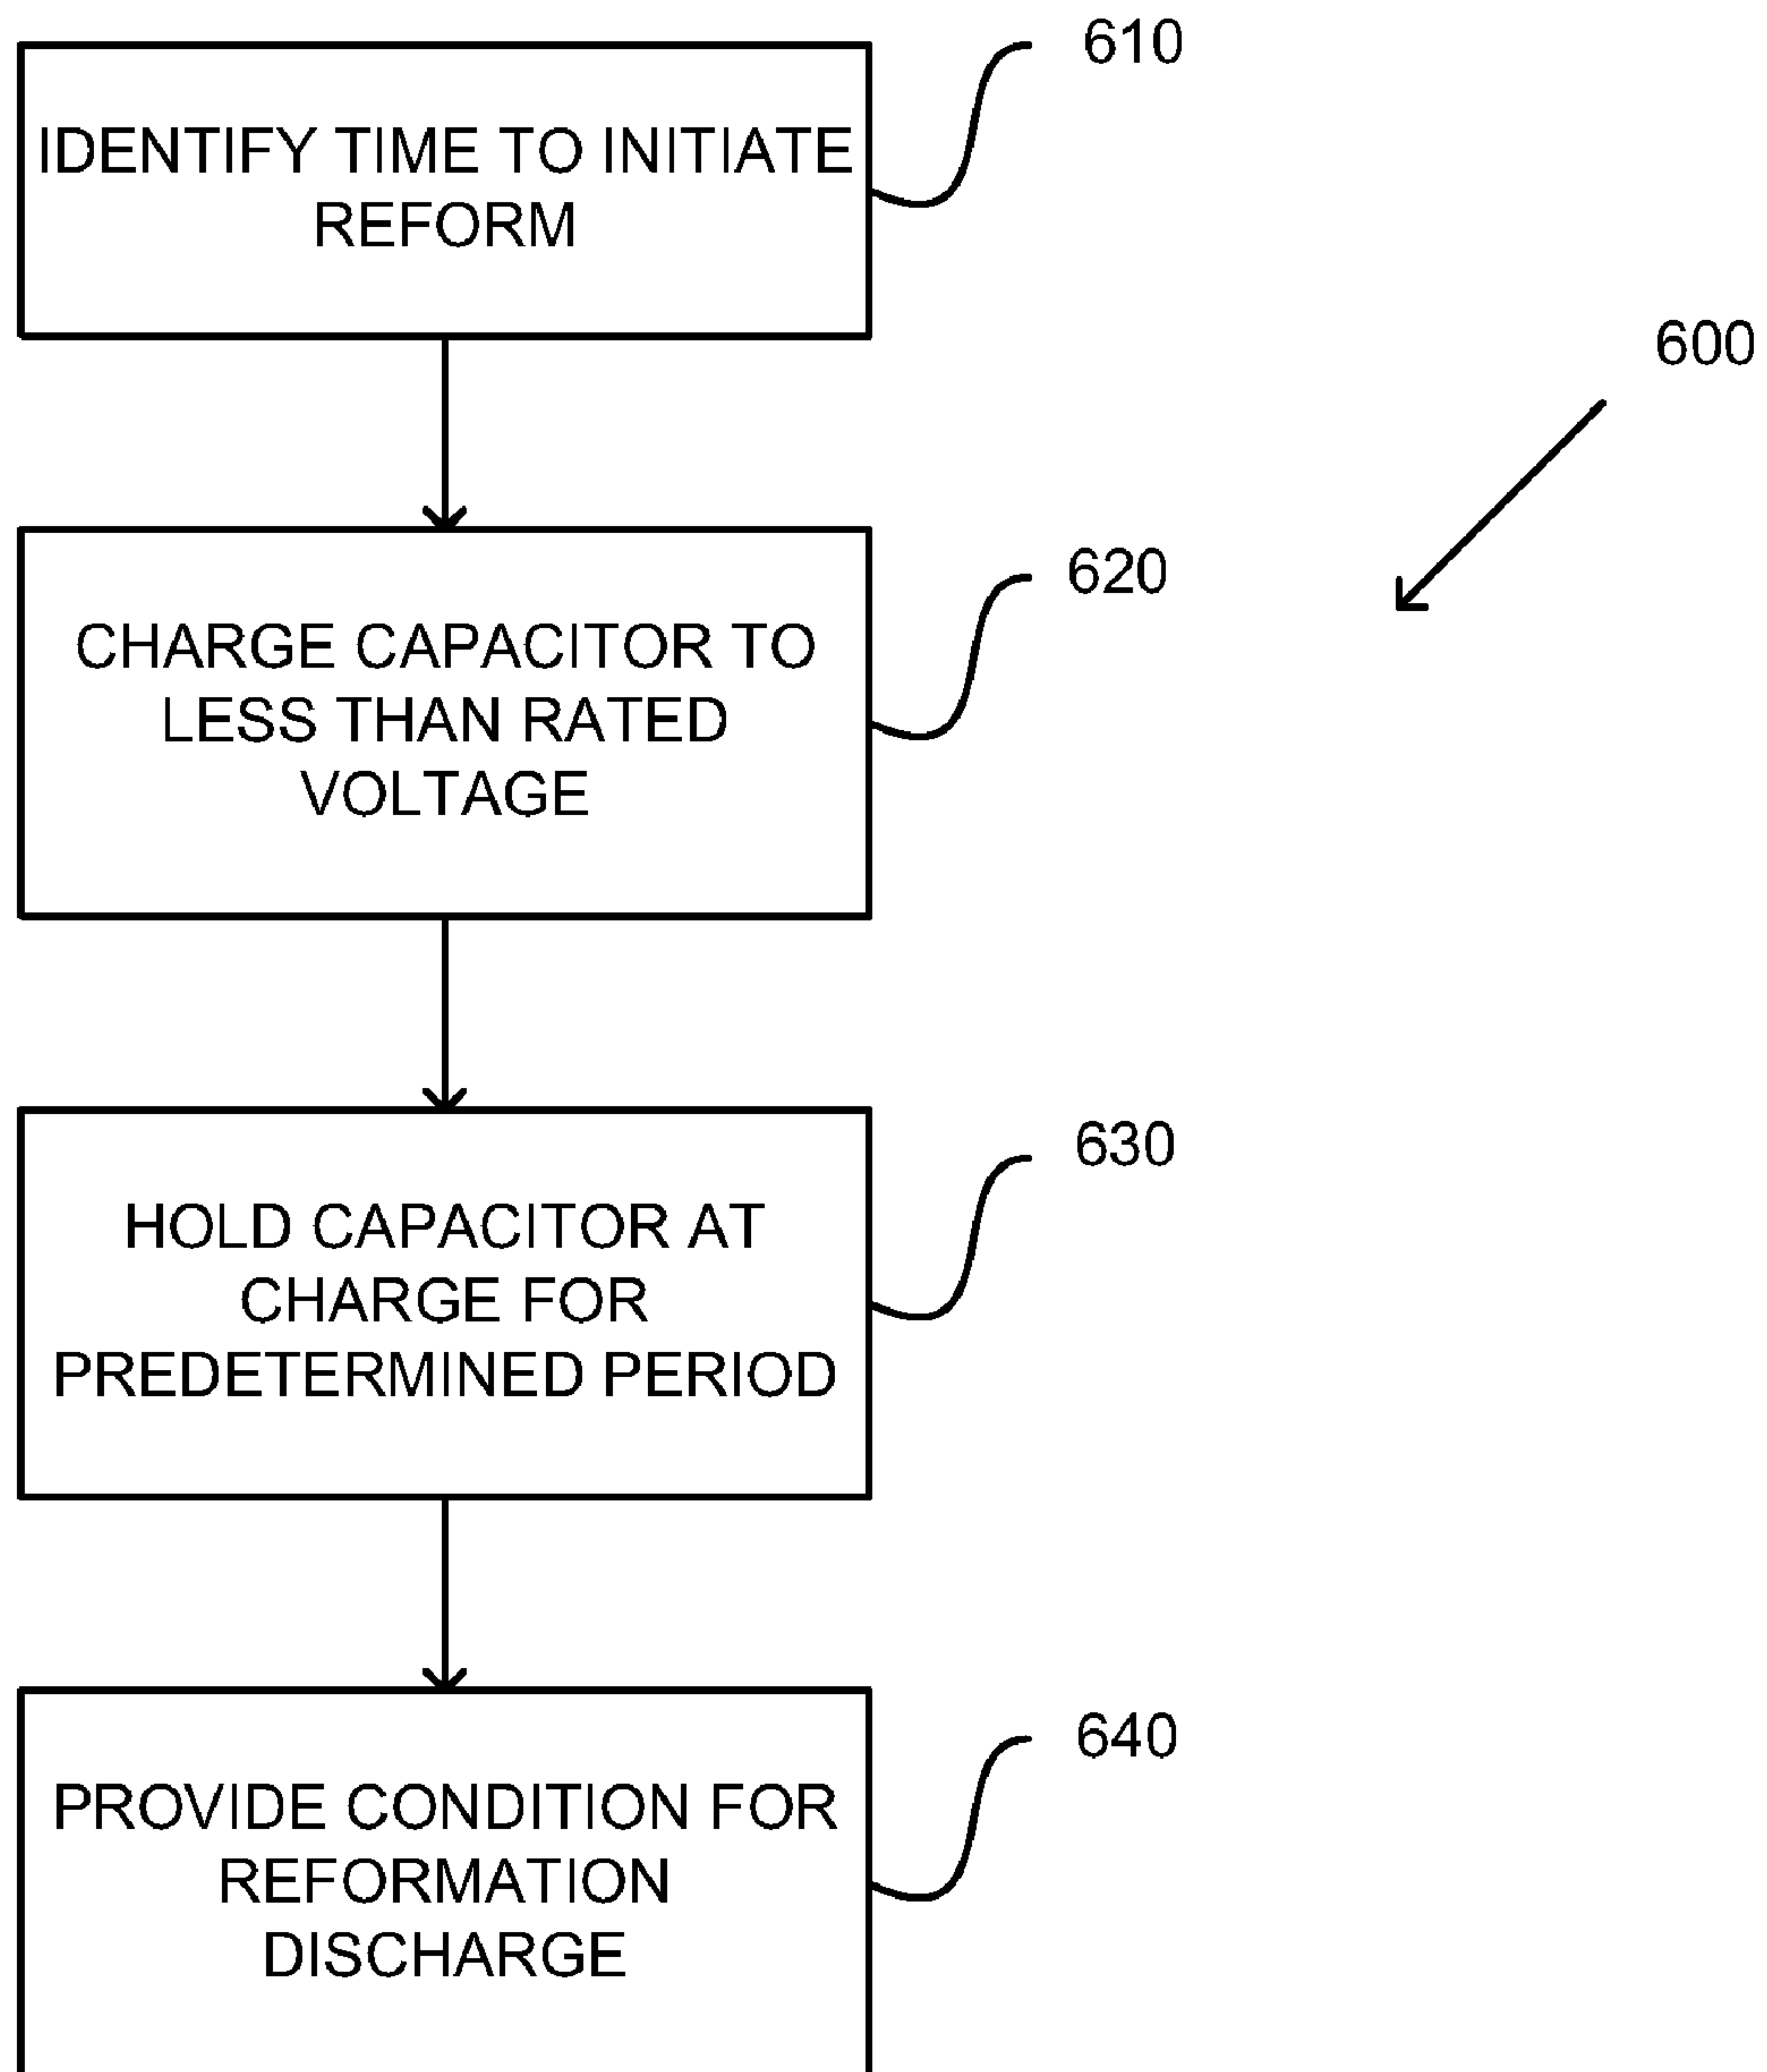 610
IDENTIFY TIME TO INITIATE
REFORM
600
620
CHARGE CAPACITOR TO
LESS THAN RATED
VOLTAGE
630
HOLD CAPACITOR AT
CHARGE FOR
PREDETERMINED PERIOD
640
PROVIDE CONDITION FOR
REFORMATION
DISCHARGE